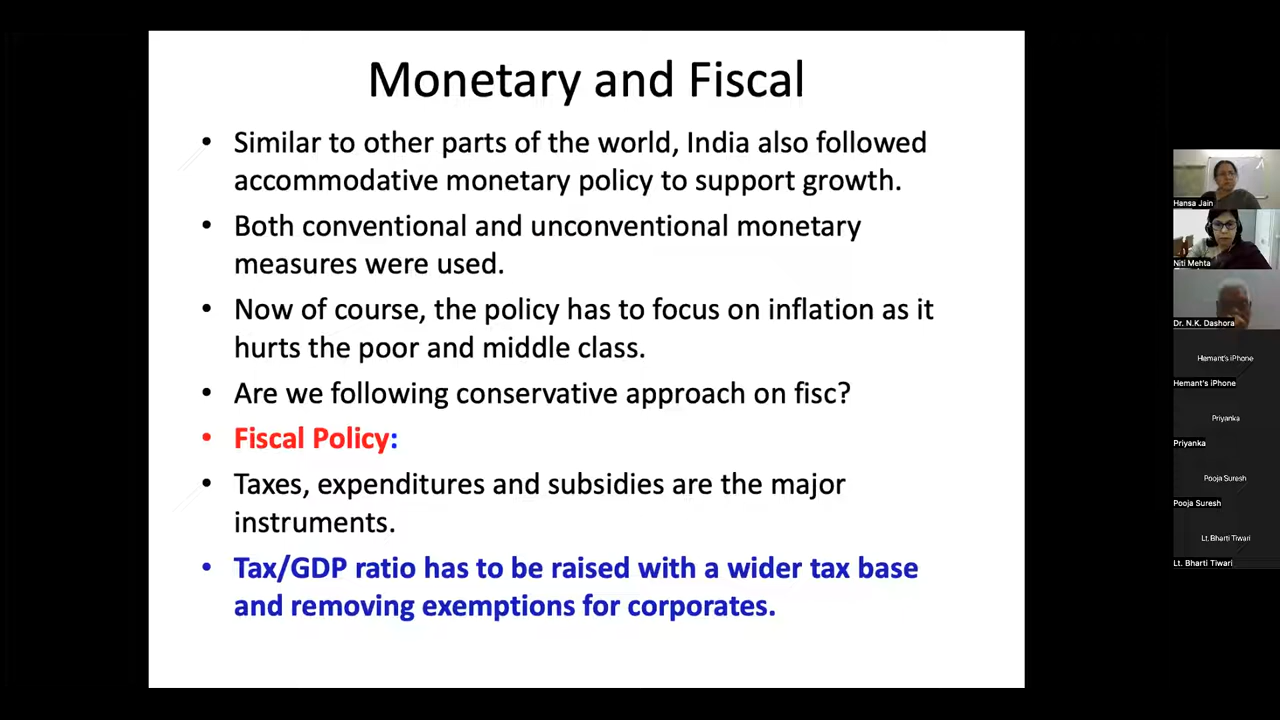 Monetary and Fiscal
• Similar to other parts of the world, India also followed
accommodative monetary policy to support growth.
• Both conventional and unconventional monetary
measures were used.
• Now of course, the policy has to focus on inflation as it
hurts the poor and middle class.
• Are we following conservative approach on fisc?
• Fiscal Policy:
• Taxes, expenditures and subsidies are the major
instruments.
• Tax/GDP ratio has to be raised with a wider tax base
and removing exemptions for corporates.
Hansa Jain
Niti Mehta
Dr. N.K. Dashora
Hemant's iPhone
Hemant's iPhone
Priyanka
Priyanka
Pooja Suresh
Pooja Suresh
Lt. Bharti Tiwari
Lt. Bharti Tiwari